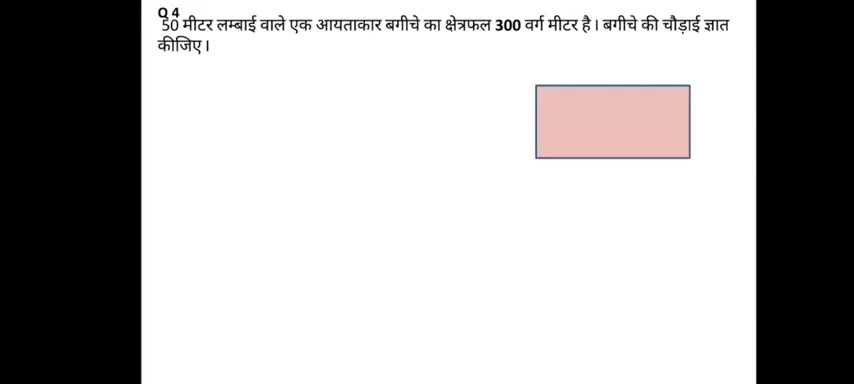 Q 4
50 मीटर लम्बाई वाले एक आयताकार बगीचे का क्षेत्रफल 300 वर्ग मीटर है । बगीचे की चौड़ाई ज्ञात
कीजिए ।